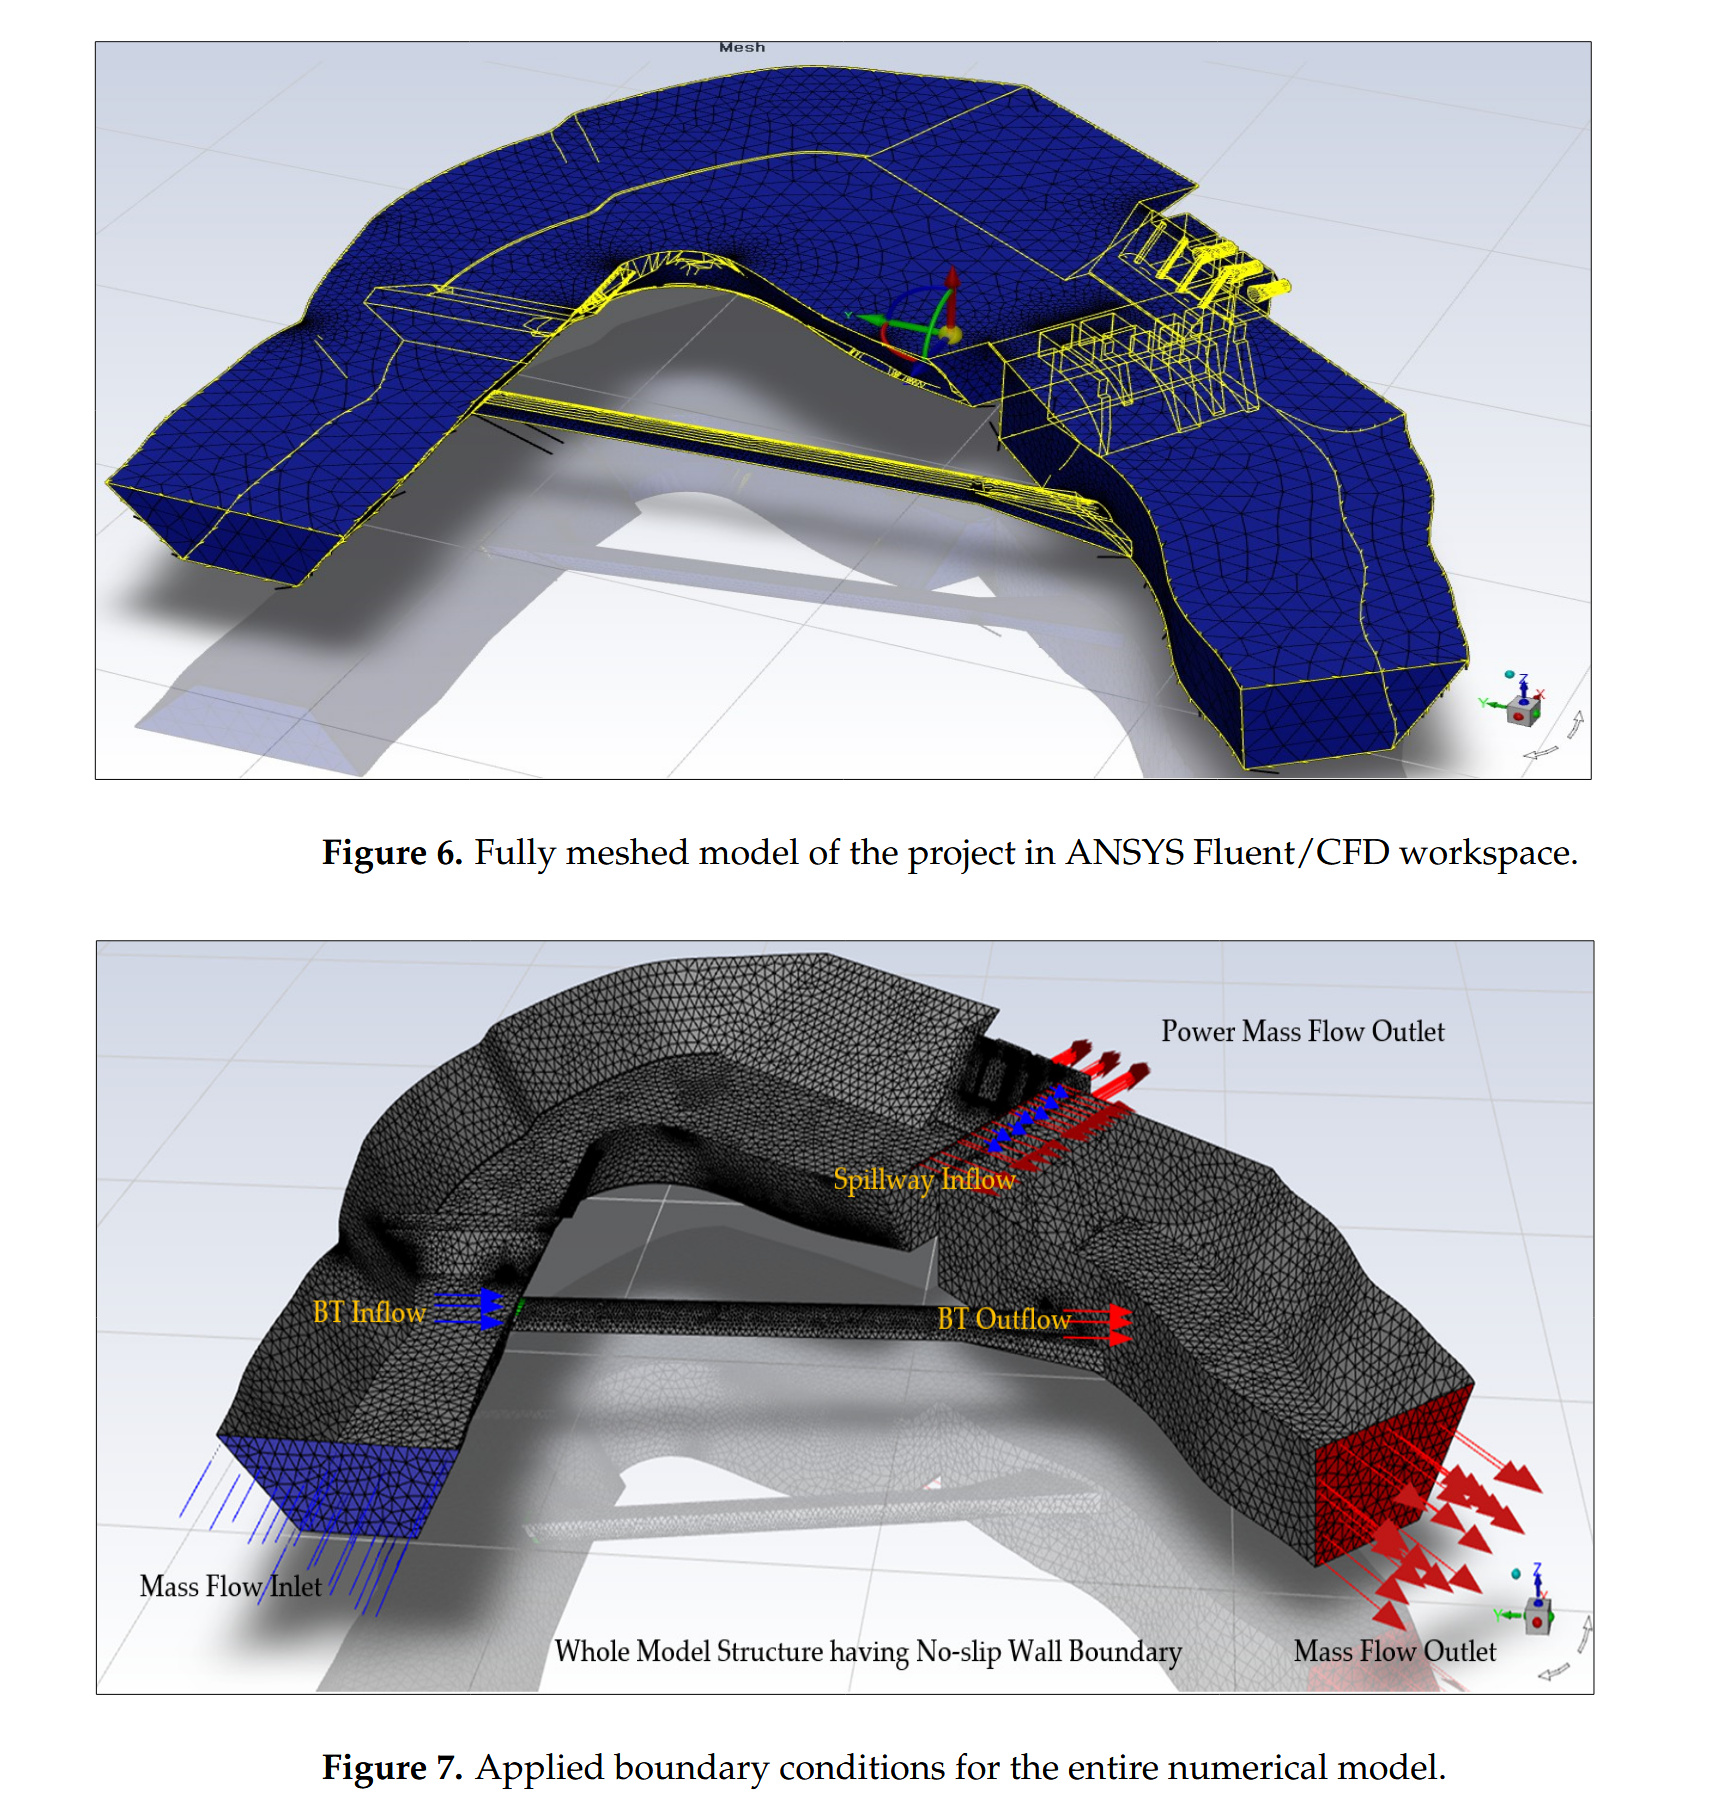 Mesh
Y
Z
X
Y
Figure 6. Fully meshed model of the project in ANSYS Fluent/CFD workspace.
Power Mass Flow Outlet
Spillway Inflow
BT Inflow
BT Outflow
Mass Flow Inlet
Z
Y
Whole Model Structure having No-slip Wall Boundary
Mass Flow Outlet
Figure 7. Applied boundary conditions for the entire numerical model.